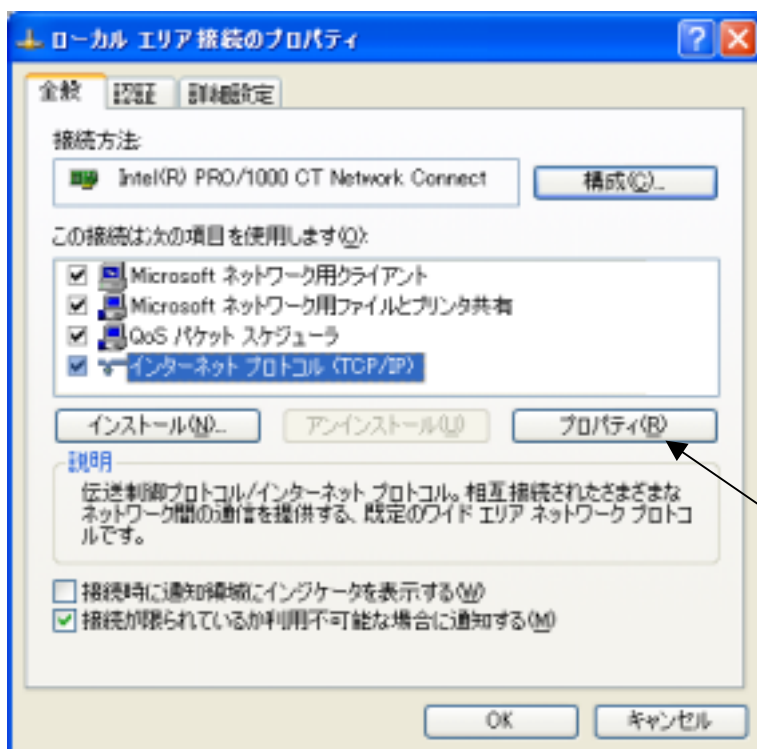 ローカル エリア接続のプロパティ
全般 認証 詳細設定
接続方法:
Intel(R) PRO/1000 CT Network Connect 構成(C)...
この接続は次の項目を使用します(O):
Microsoft ネットワーク用クライアント
Microsoft ネットワーク用ファイルとプリンタ共有
QoS パケット スケジューラ
インターネット プロトコル (TCP/IP)
インストール(N)... アンインストール(U) プロパティ(R)
説明
伝送制御プロトコル/インターネット プロトコル。相互接続されたさまざまな
ネットワーク間の通信を提供する、既定のワイド エリア ネットワーク プロトコ
ルです。
接続時に通知領域にインジケータを表示する(W)
接続が限られているか利用不可能な場合に通知する(M)
OK キャンセル